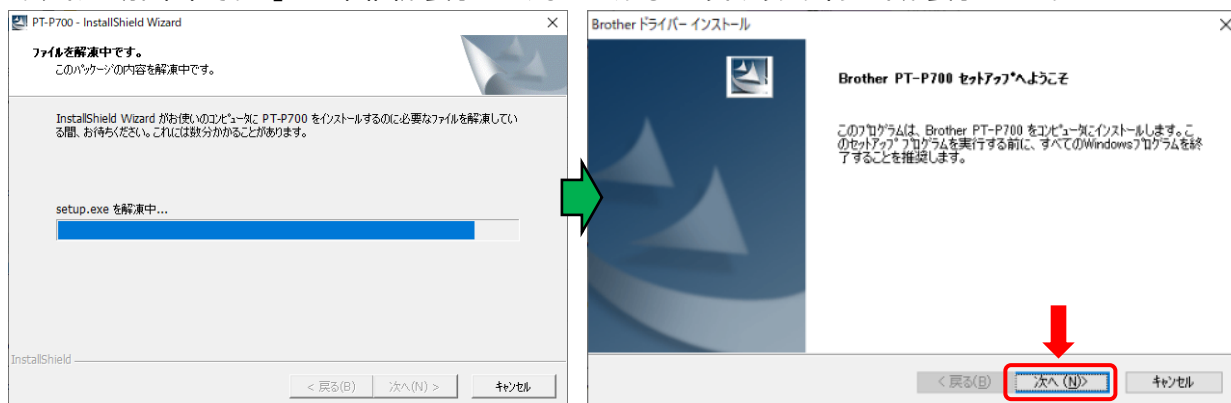 PT-P700 - InstallShield Wizard
ファイルを解凍中です。
このパッケージの内容を解凍中です。
InstallShield Wizard がお使いのコンピュータに PT-P700 をインストールするのに必要なファイルを解凍してい
る間、お待ちください。これには数分かかることがあります。
setup.exe を解凍中...
InstallShield
< 戻る(B)
次へ(N) >
キャンセル
Brother ドライバー インストール
Brother PT-P700 セットアップへようこそ
このプログラムは、Brother PT-P700 をコンピュータにインストールします。こ
のセットアップ プログラムを実行する前に、すべてのWindowsプログラムを終
了することを推奨します。
< 戻る(B)
次へ (N)>
キャンセル